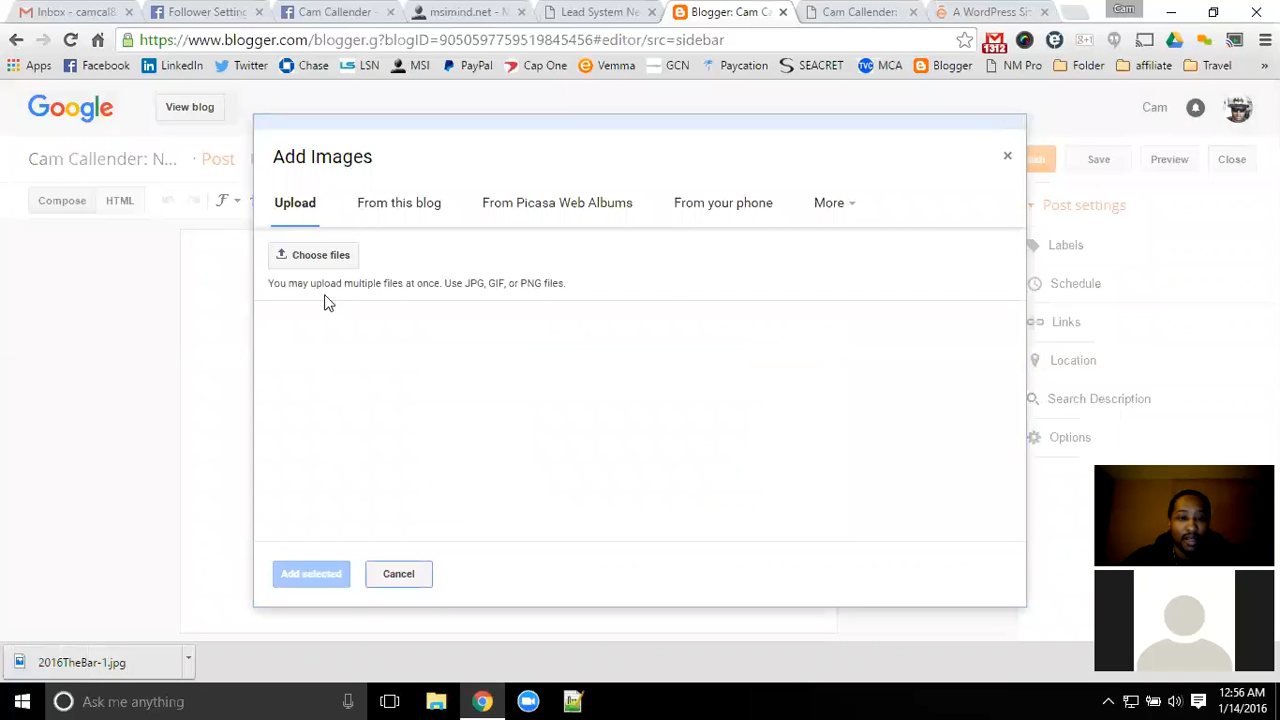 Inbox - camcal8
Follower Setting
Cam Callender:
msimind.net -
Lead System Ne
Blogger: Cam C
Cam Callender:
A WordPress Sit
Cam
https://www.blogger.com/blogger.g?blogID=9050597759519845456#editor/src=sidebar
1312
Apps
Facebook
LinkedIn
Twitter
Chase
LSN
MSI
PayPal
Cap One
Vemma
GCN
Paycation
SEACRET
MCA
Blogger
NM Pro
Folder
affiliate
Travel
Google
View blog
Cam
Cam Callender: N...
· Post
Save
Preview
Close
Compose
HTML
Post settings
Labels
Schedule
Links
Location
Search Description
Options
Add Images
Upload
From this blog
From Picasa Web Albums
From your phone
More
Choose files
You may upload multiple files at once. Use JPG, GIF, or PNG files.
Add selected
Cancel
2016TheBar-1.jpg
Ask me anything
12:56 AM
1/14/2016